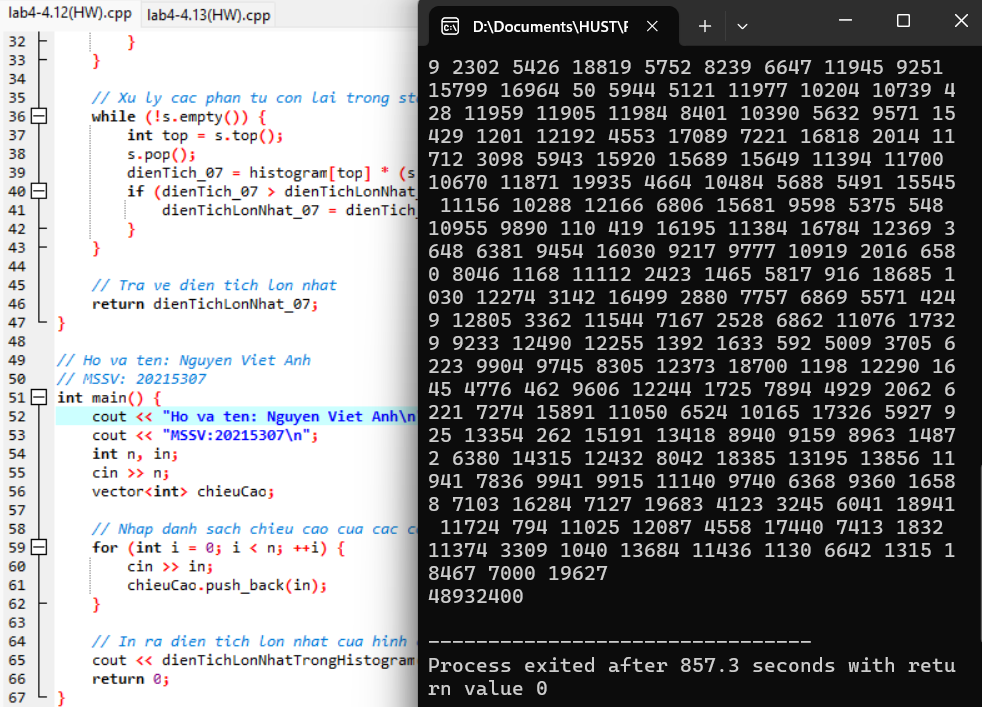 lab4-4.12(HW).cpp lab4-4.13(HW).cpp
32 }
33 }
34
35 // Xu ly cac phan tu con lai trong st
36 while (!s.empty()) {
37 int top = s.top();
38 s.pop();
39 dienTich_07 = histogram[top] * (s
40 if (dienTich_07 > dienTichLonNhat_
41 dienTichLonNhat_07 = dienTich_
42 }
43 }
44
45 // Tra ve dien tich lon nhat
46 return dienTichLonNhat_07;
47 }
48
49 // Ho va ten: Nguyen Viet Anh
50 // MSSV: 20215307
51 int main() {
52 cout << "Ho va ten: Nguyen Viet Anh\n
53 cout << "MSSV:20215307\n";
54 int n, in;
55 cin >> n;
56 vector<int> chieuCao;
57
58 // Nhap danh sach chieu cao cua cac c
59 for (int i = 0; i < n; ++i) {
60 cin >> in;
61 chieuCao.push_back(in);
62 }
63
64 // In ra dien tich lon nhat cua hinh
65 cout << dienTichLonNhatTrongHistogram
66 return 0;
67 }
D:\Documents\HUST\F
9 2302 5426 18819 5752 8239 6647 11945 9251
15799 16964 50 5944 5121 11977 10204 10739 4
28 11959 11905 11984 8401 10390 5632 9571 15
429 1201 12192 4553 17089 7221 16818 2014 11
712 3098 5943 15920 15689 15649 11394 11700
10670 11871 19935 4664 10484 5688 5491 15545
11156 10288 12166 6806 15681 9598 5375 548
10955 9890 110 419 16195 11384 16784 12369 3
648 6381 9454 16030 9217 9777 10919 2016 658
0 8046 1168 11112 2423 1465 5817 916 18685 1
030 12274 3142 16499 2880 7757 6869 5571 424
9 12805 3362 11544 7167 2528 6862 11076 1732
9 9233 12490 12255 1392 1633 592 5009 3705 6
223 9904 9745 8305 12373 18700 1198 12290 16
45 4776 462 9606 12244 1725 7894 4929 2062 6
221 7274 15891 11050 6524 10165 17326 5927 9
25 13354 262 15191 13418 8940 9159 8963 1487
2 6380 14315 12432 8042 18385 13195 13856 11
941 7836 9941 9915 11140 9740 6368 9360 1658
8 7103 16284 7127 19683 4123 3245 6041 18941
11724 794 11025 12087 4558 17440 7413 1832
11374 3309 1040 13684 11436 1130 6642 1315 1
8467 7000 19627
48932400
--------------------------------
Process exited after 857.3 seconds with retu
rn value 0